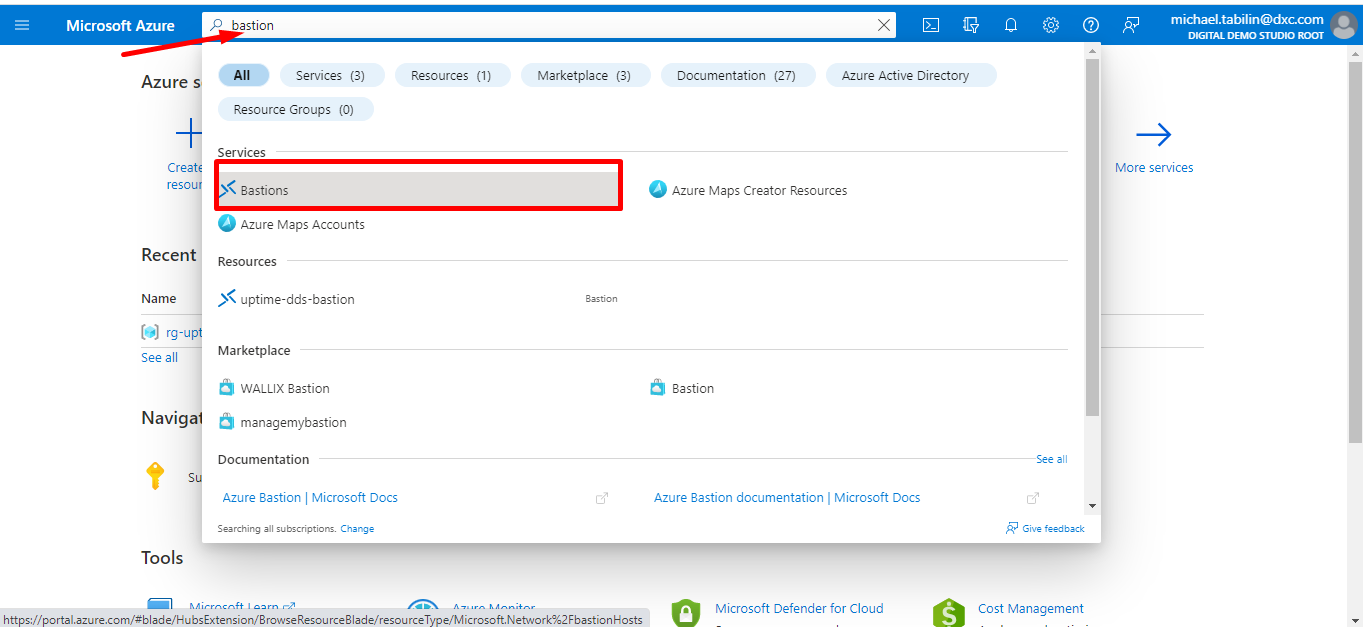 Microsoft Azure
bastion
michael.tabilin@dxc.com
DIGITAL DEMO STUDIO ROOT
Azure s
All
Services (3)
Resources (1)
Marketplace (3)
Documentation (27)
Azure Active Directory
Resource Groups (0)
Create
resour
More services
Services
Bastions
Azure Maps Creator Resources
Azure Maps Accounts
Recent
Resources
Name
uptime-dds-bastion
Bastion
rg-upt
See all
Marketplace
WALLIX Bastion
Bastion
managemybastion
Navigat
Documentation
See all
Su
Azure Bastion | Microsoft Docs
Azure Bastion documentation | Microsoft Docs
Searching all subscriptions. Change
Give feedback
Tools
Microsoft Learn
Azure Monitor
Microsoft Defender for Cloud
Cost Management
https://portal.azure.com/#blade/HubsExtension/BrowseResourceBlade/resourceType/Microsoft.Network%2FbastionHosts